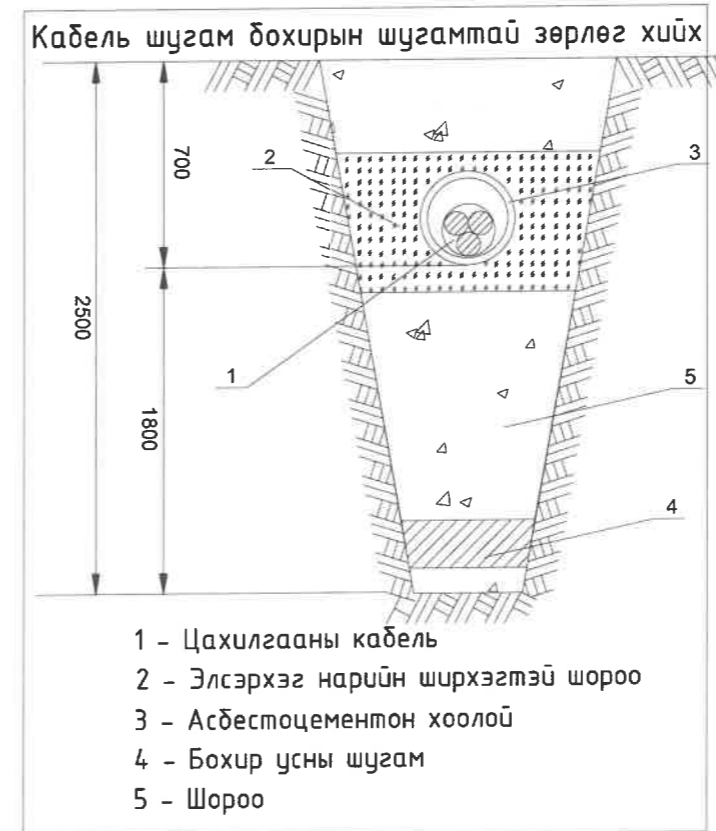 Кабель шугам бохирын шугамтай зөрлөг хийх
700
2
3
2500
1
1800
5
4
1 - Цахилгааны кабель
2 - Элсэрхэг нарийн ширхэгтэй шороо
3 - Асбестоцементон хоолой
4 - Бохир усны шугам
5 - Шороо